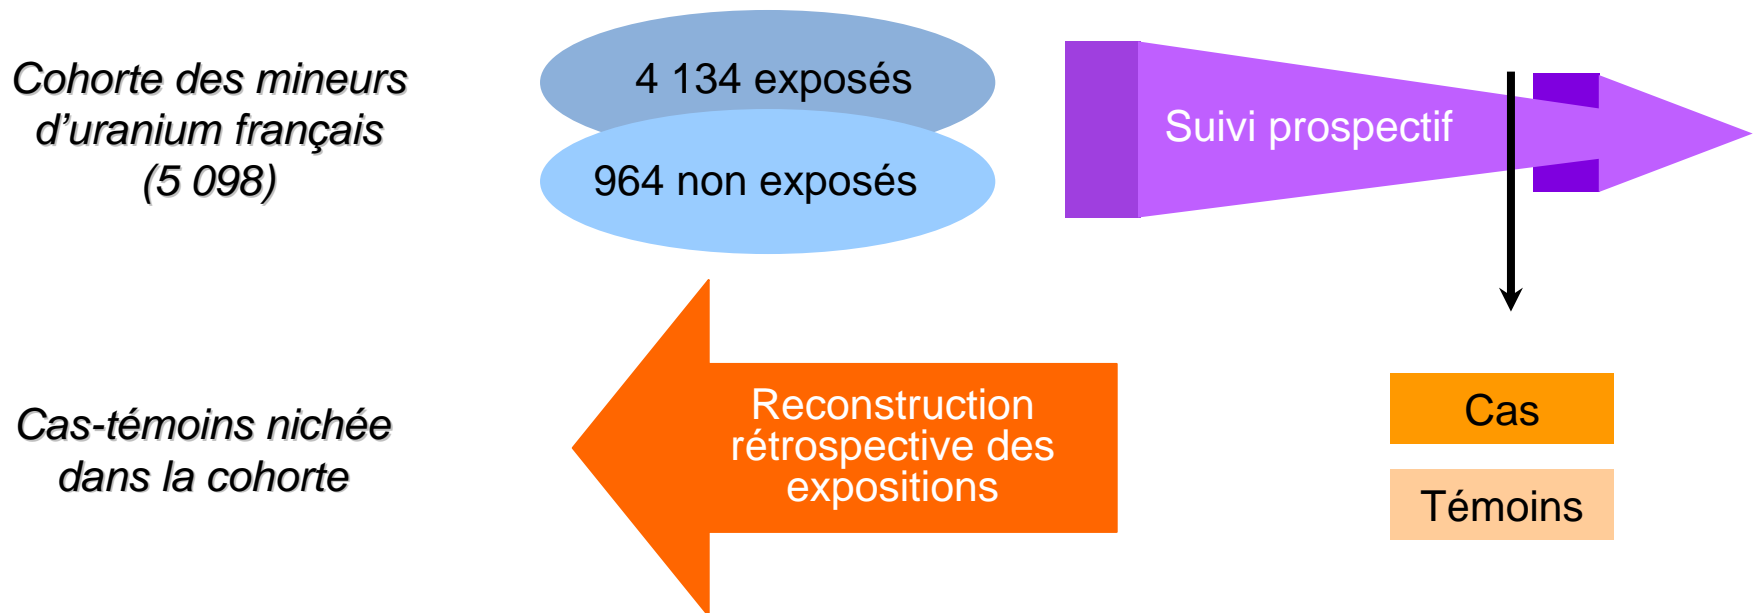 Cohorte des mineurs
d’uranium français
(5 098)
4 134 exposés
964 non exposés
Suivi prospectif
Cas-témoins nichée
dans la cohorte
Reconstruction
rétrospective des
expositions
Cas
Témoins